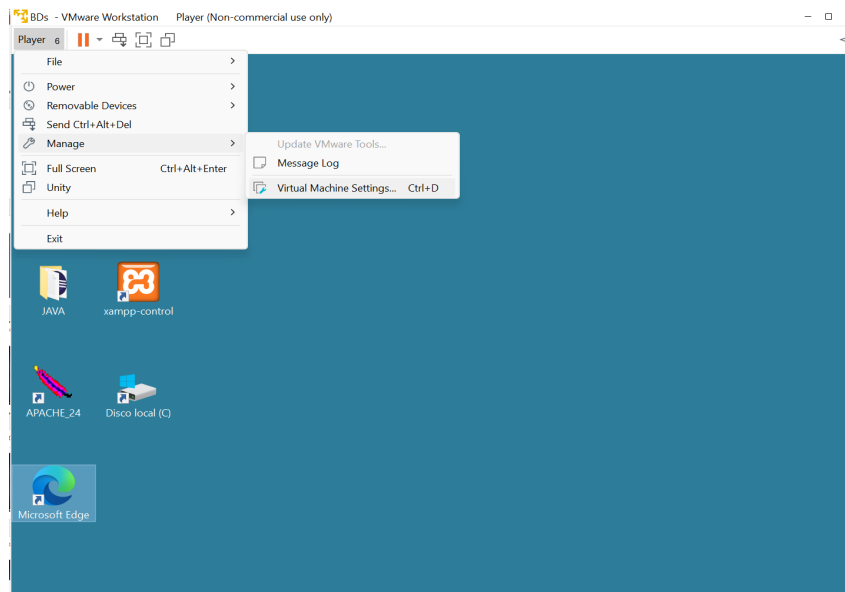 BDs - VMware Workstation Player (Non-commercial use only)
Player 6
File
Power
Removable Devices
Send Ctrl+Alt+Del
Manage
Update VMware Tools...
Message Log
Full Screen Ctrl+Alt+Enter
Unity
Virtual Machine Settings... Ctrl+D
Help
Exit
JAVA xampp-control
APACHE_24 Disco local (C)
Microsoft Edge